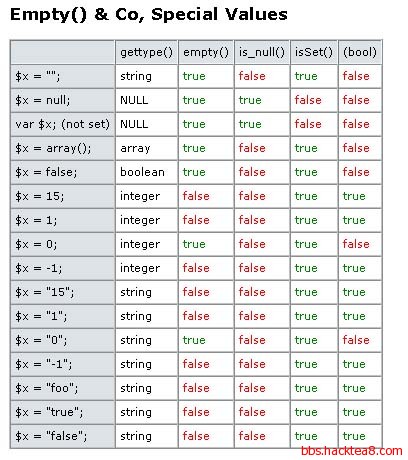 Empty() & Co, Special Values
gettype() empty() is_null() isSet() (bool)
$x = ""; string true false true false
$x = null; NULL true true false false
var $x; (not set) NULL true true false false
$x = array(); array true false true false
$x = false; boolean true false true false
$x = 15; integer false false true true
$x = 1; integer false false true true
$x = 0; integer true false true false
$x = -1; integer false false true true
$x = "15"; string false false true true
$x = "1"; string false false true true
$x = "0"; string true false true false
$x = "-1"; string false false true true
$x = "foo"; string false false true true
$x = "true"; string false false true true
$x = "false"; string false false true true
bbs.hacktea8.com